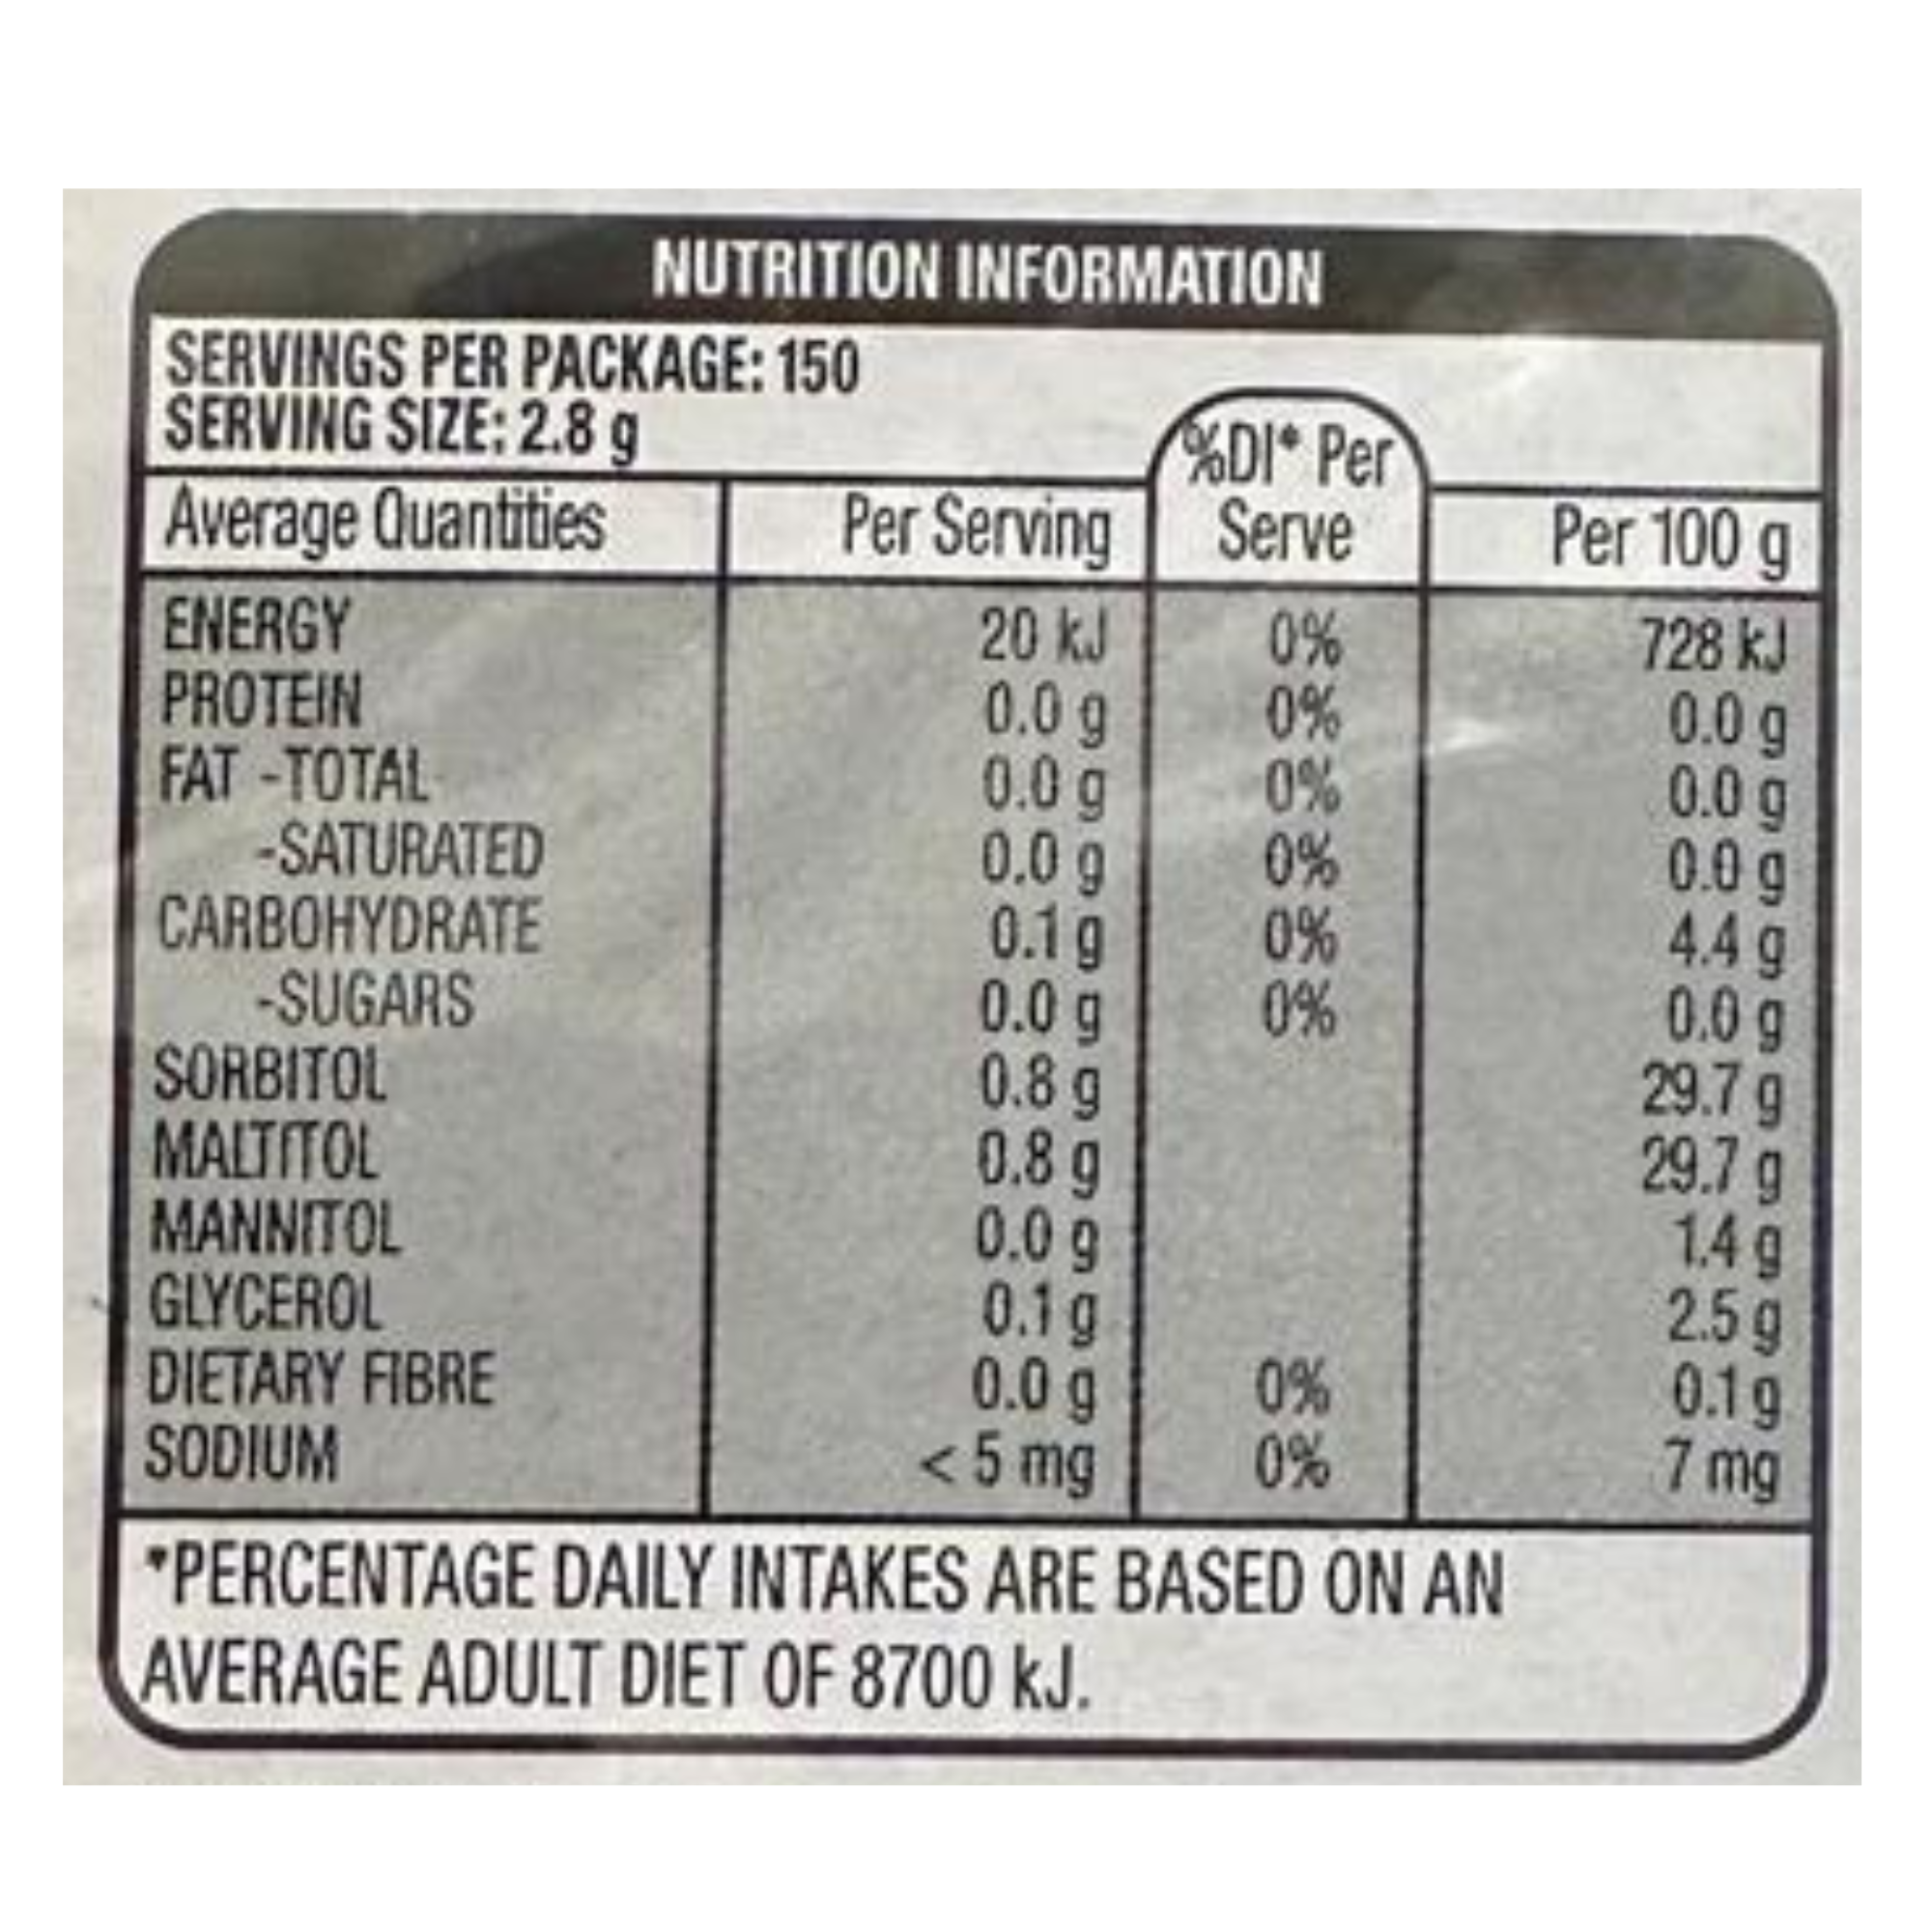 NUTRITION INFORMATION
SERVINGS PER PACKAGE: 150
SERVING SIZE: 2.8 g
%DI* Per
Average Quantities Per Serving Serve Per 100 g
ENERGY 20 kJ 0% 728 kJ
PROTEIN 0.0 g 0% 0.0 g
FAT -TOTAL 0.0 g 0% 0.0 g
-SATURATED 0.0 g 0% 0.0 g
CARBOHYDRATE 0.1 g 0% 4.4 g
-SUGARS 0.0 g 0% 0.0 g
SORBITOL 0.8 g 29.7 g
MALTITOL 0.8 g 29.7 g
MANNITOL 0.0 g 1.4 g
GLYCEROL 0.1 g 2.5 g
DIETARY FIBRE 0.0 g 0% 0.1 g
SODIUM < 5 mg 0% 7 mg
*PERCENTAGE DAILY INTAKES ARE BASED ON AN
AVERAGE ADULT DIET OF 8700 kJ.